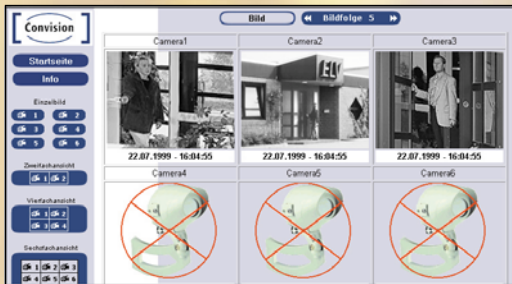 Convision
Bild
Bildfolge 5
Startseite
Info
Einzelbild
1 2
3 4
5 6
Zweifachansicht
1 2
Vierfachansicht
1 2
3 4
Sechsfachansicht
1 2 3
4 5 6
Camera1
Camera2
Camera3
ELV
22.07.1999 - 16:04:55
22.07.1999 - 16:04:55
22.07.1999 - 16:04:55
Camera4
Camera5
Camera6